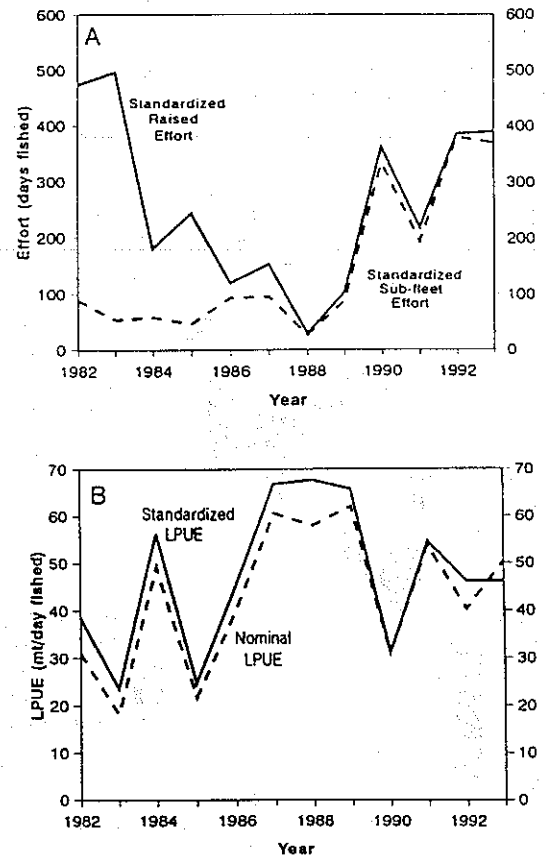 A
600 600
500 500
Standardized
Raised
Effort
400 400
300 300
200 200
Standardized
Sub-fleet
Effort
100 100
0 0
Effort (days fished)
1982 1984 1986 1988 1990 1992
Year
B
70 70
Standardized
LPUE
60 60
50 50
40 40
Nominal
LPUE
30 30
20 20
10 10
0 0
LPUE (mt/day fished)
1982 1984 1986 1988 1990 1992
Year